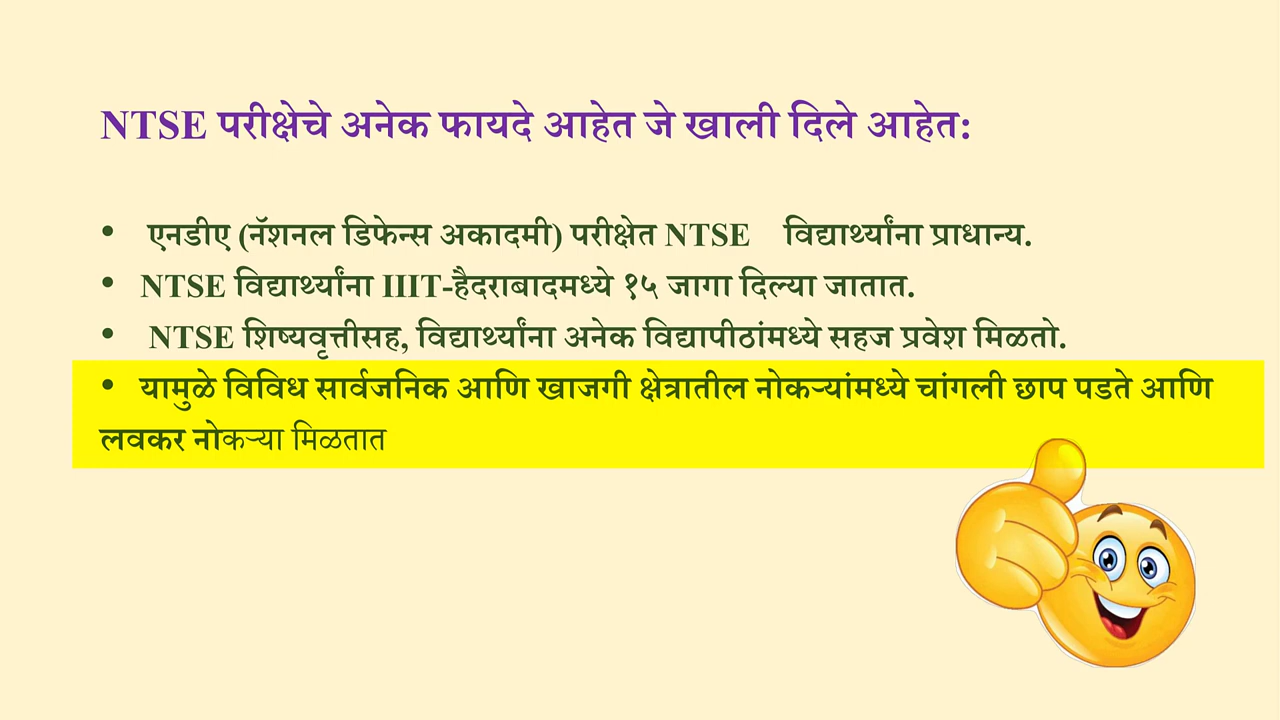 NTSE परीक्षेचे अनेक फायदे आहेत जे खाली दिले आहेत:
• एनडीए (नॅशनल डिफेन्स अकादमी) परीक्षेत NTSE विद्यार्थ्यांना प्राधान्य.
• NTSE विद्यार्थ्यांना IIIT-हैदराबादमध्ये १५ जागा दिल्या जातात.
• NTSE शिष्यवृत्तीसह, विद्यार्थ्यांना अनेक विद्यापीठांमध्ये सहज प्रवेश मिळतो.
• यामुळे विविध सार्वजनिक आणि खाजगी क्षेत्रातील नोकऱ्यांमध्ये चांगली छाप पडते आणि
लवकर नोकऱ्या मिळतात